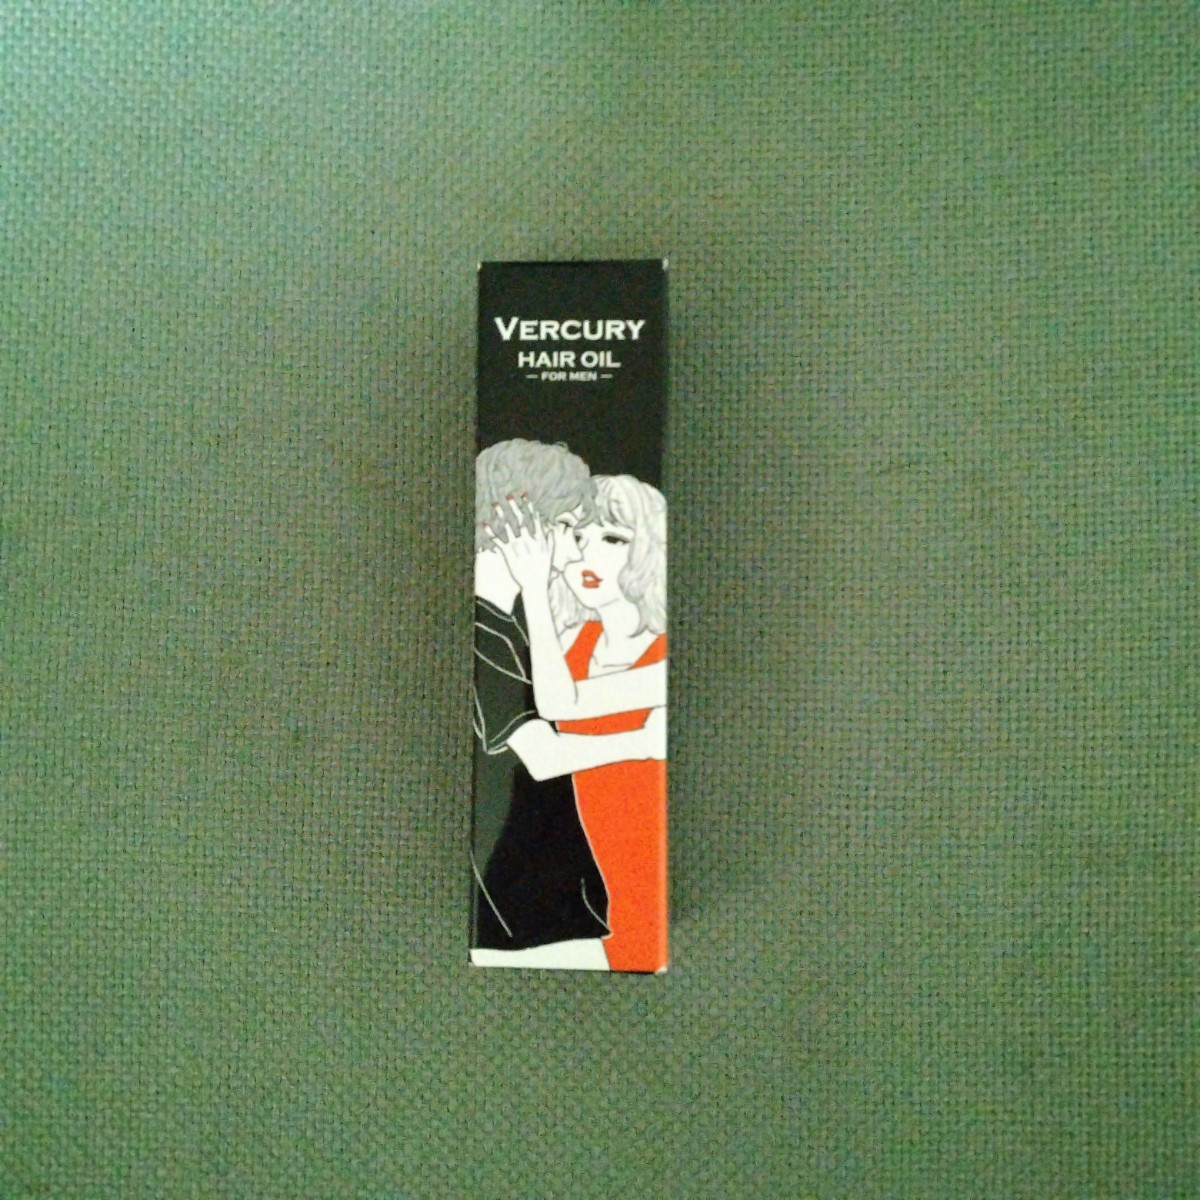 VERCURY
HAIR OIL
— FOR MEN —